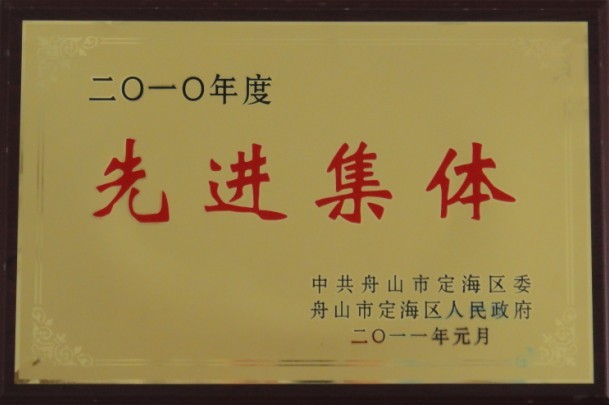 二〇一〇年度
先进集体
中共舟山市定海区委
舟山市定海区人民政府
二〇一一年元月